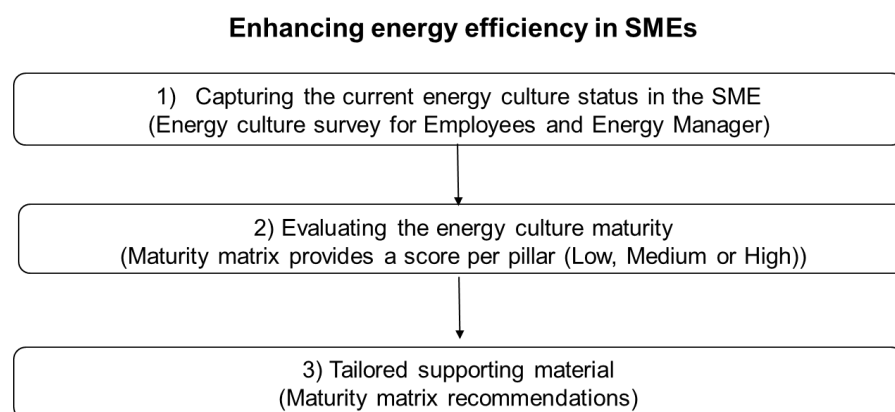 Enhancing energy efficiency in SMEs
1) Capturing the current energy culture status in the SME
(Energy culture survey for Employees and Energy Manager)
2) Evaluating the energy culture maturity
(Maturity matrix provides a score per pillar (Low, Medium or High))
3) Tailored supporting material
(Maturity matrix recommendations)